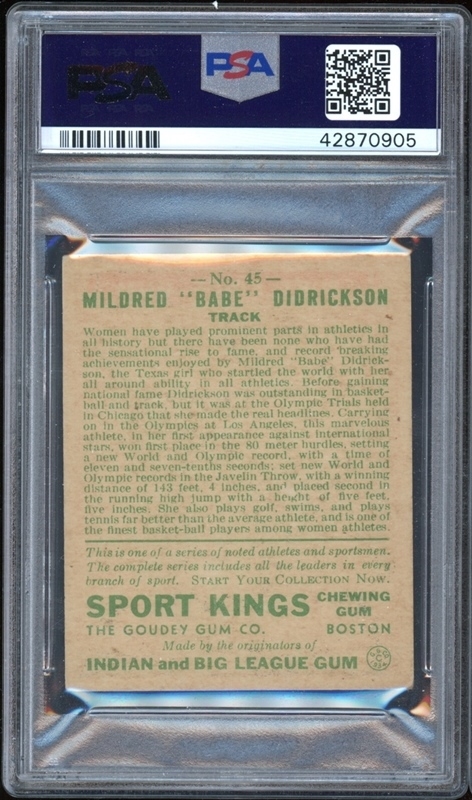 PSA
PSA
42870905
— No. 45 —
MILDRED "BABE" DIDRICKSON
TRACK
Women have played prominent parts in athletics in
all history but there have been none who have had
the sensational rise to fame, and record breaking
achievements enjoyed by Mildred "Babe" Didrick-
son, the Texas girl who startled the world with her
all around ability in all athletics. Before gaining
national fame Didrickson was outstanding in basket-
ball and track, but it was at the Olympic Trials held
in Chicago that she made the real headlines. Carrying
on in the Olympics at Los Angeles, this marvelous
athlete, in her first appearance against International
stars, won first place in the 80 meter hurdles, setting
a new World and Olympic record, with a time of
eleven and seven-tenths seconds; set new World and
Olympic records in the Javelin Throw, with a winning
distance of 143 feet, 4 inches, and placed second in
the running high jump with a height of five feet,
five inches. She also plays golf, swims, and plays
tennis far better than the average athlete, and is one of
the finest basket-ball players among women athletes.
This is one of a series of noted athletes and sportsmen.
The complete series includes all the leaders in every
branch of sport. START YOUR COLLECTION NOW.
SPORT KINGS CHEWING GUM
THE GOUDEY GUM CO. BOSTON
Made by the originators of
INDIAN and BIG LEAGUE GUM